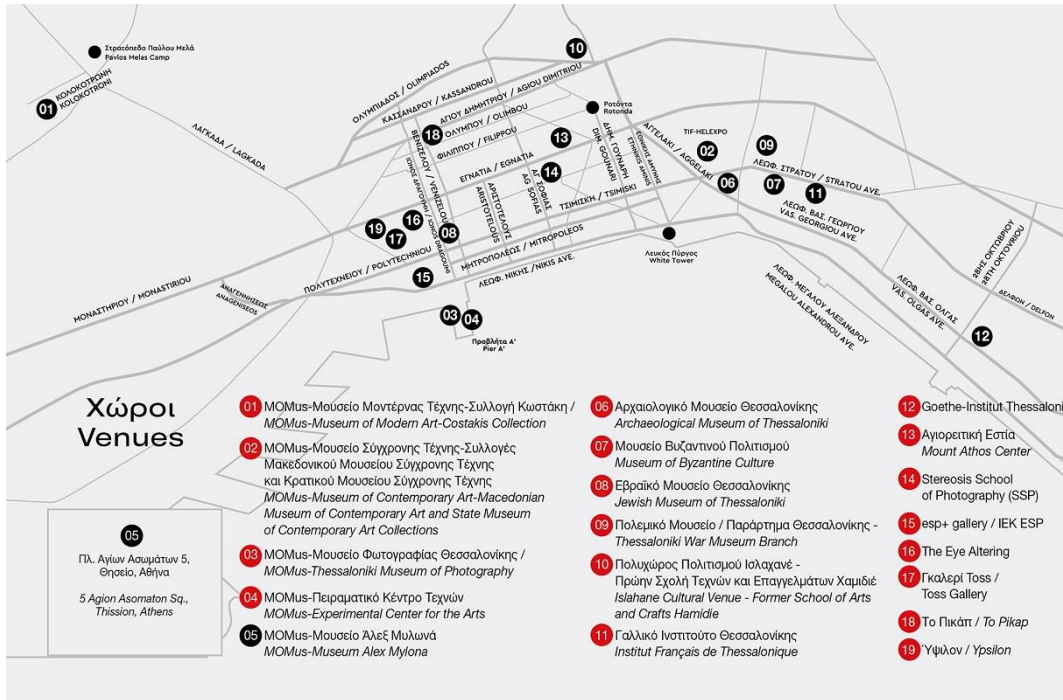 Στρατόπεδο Παύλου Μελά
Pavlos Melas Camp
ΚΟΛΟΚΟΤΡΩΝΗ
KOLOKOTRONI
01
ΛΑΓΚΑΔΑ / LAGKADA
ΟΛΥΜΠΙΑΔΟΣ / OLIMPIADOS
ΚΑΣΣΑΝΔΡΟΥ / KASSANDROU
ΑΓΙΟΥ ΔΗΜΗΤΡΙΟΥ / AGIOU DIMITRIOU
10
18
ΟΛΥΜΠΟΥ / OLIMBOU
ΦΙΛΙΠΠΟΥ / FILIPPOU
ΒΕΝΙΖΕΛΟΥ / VENIZELOU
ΙΩΝΟΣ ΔΡΑΓΟΥΜΗ / IONOS DRAGOUMI
ΕΓΝΑΤΙΑ / EGNATIA
13
Ροτόντα
Rotonda
ΔΗΜ. ΓΟΥΝΑΡΗ
DIM. GOUNARI
ΕΘΝΙΚΗΣ ΑΜΥΝΗΣ
ETHNIKIS AMINIS
ΑΓΓΕΛΑΚΗ / AGGELAKI
TIF-HELEXPO
02
09
ΛΕΩΦ. ΣΤΡΑΤΟΥ / STRATOU AVE.
06
07
11
14
ΑΓ. ΣΟΦΙΑΣ
AG. SOFIAS
ΑΡΙΣΤΟΤΕΛΟΥΣ
ARISTOTELOUS
ΤΣΙΜΙΣΚΗ / TSIMISKI
ΛΕΩΦ. ΒΑΣ. ΓΕΩΡΓΙΟΥ
VAS. GEORGIOU AVE.
19
16
17
08
ΜΗΤΡΟΠΟΛΕΩΣ / MITROPOLEOS
ΠΟΛΥΤΕΧΝΕΙΟΥ / POLYTECHNIOU
15
ΛΕΩΦ. ΝΙΚΗΣ /NIKIS AVE.
Λευκός Πύργος
White Tower
ΜΟΝΑΣΤΗΡΙΟΥ / MONASTIRIOU
ΑΝΑΓΕΝΝΗΣΕΩΣ
ANAGENISEOS
03
04
Προβλήτα Α'
Pier A'
ΛΕΩΦ. ΜΕΓΑΛΟΥ ΑΛΕΞΑΝΔΡΟΥ
MEGALOU ALEXANDROU AVE.
ΛΕΩΦ. ΒΑΣ. ΟΛΓΑΣ
VAS. OLGAS AVE.
28ΗΣ ΟΚΤΩΒΡΙΟΥ
28TH OKTOVRIOU
ΔΕΛΦΩΝ / DELFON
12
Χώροι
Venues
05
Πλ. Αγίων Ασωμάτων 5,
Θησείο, Αθήνα
5 Agion Asomaton Sq.,
Thission, Athens
01 MOMus-Μουσείο Μοντέρνας Τέχνης-Συλλογή Κωστάκη /
MOMus-Museum of Modern Art-Costakis Collection
02 MOMus-Μουσείο Σύγχρονης Τέχνης-Συλλογές
Μακεδονικού Μουσείου Σύγχρονης Τέχνης
και Κρατικού Μουσείου Σύγχρονης Τέχνης
MOMus-Museum of Contemporary Art-Macedonian
Museum of Contemporary Art and State Museum
of Contemporary Art Collections
03 MOMus-Μουσείο Φωτογραφίας Θεσσαλονίκης /
MOMus-Thessaloniki Museum of Photography
04 MOMus-Πειραματικό Κέντρο Τεχνών
MOMus-Experimental Center for the Arts
05 MOMus-Μουσείο Άλεξ Μυλωνά
MOMus-Museum Alex Mylona
06 Αρχαιολογικό Μουσείο Θεσσαλονίκης
Archaeological Museum of Thessaloniki
07 Μουσείο Βυζαντινού Πολιτισμού
Museum of Byzantine Culture
08 Εβραϊκό Μουσείο Θεσσαλονίκης
Jewish Museum of Thessaloniki
09 Πολεμικό Μουσείο / Παράρτημα Θεσσαλονίκης -
Thessaloniki War Museum Branch
10 Πολυχώρος Πολιτισμού Ισλαχανέ -
Πρώην Σχολή Τεχνών και Επαγγελμάτων Χαμιδιέ
Islahane Cultural Venue - Former School of Arts
and Crafts Hamidie
11 Γαλλικό Ινστιτούτο Θεσσαλονίκης
Institut Français de Thessalonique
12 Goethe-Institut Thessaloni
13 Αγιορειτική Εστία
Mount Athos Center
14 Stereosis School
of Photography (SSP)
15 esp+ gallery / IEK ESP
16 The Eye Altering
17 Γκαλερί Toss /
Toss Gallery
18 Το Πικάπ / To Pikap
19 Ύψιλον / Ypsilon